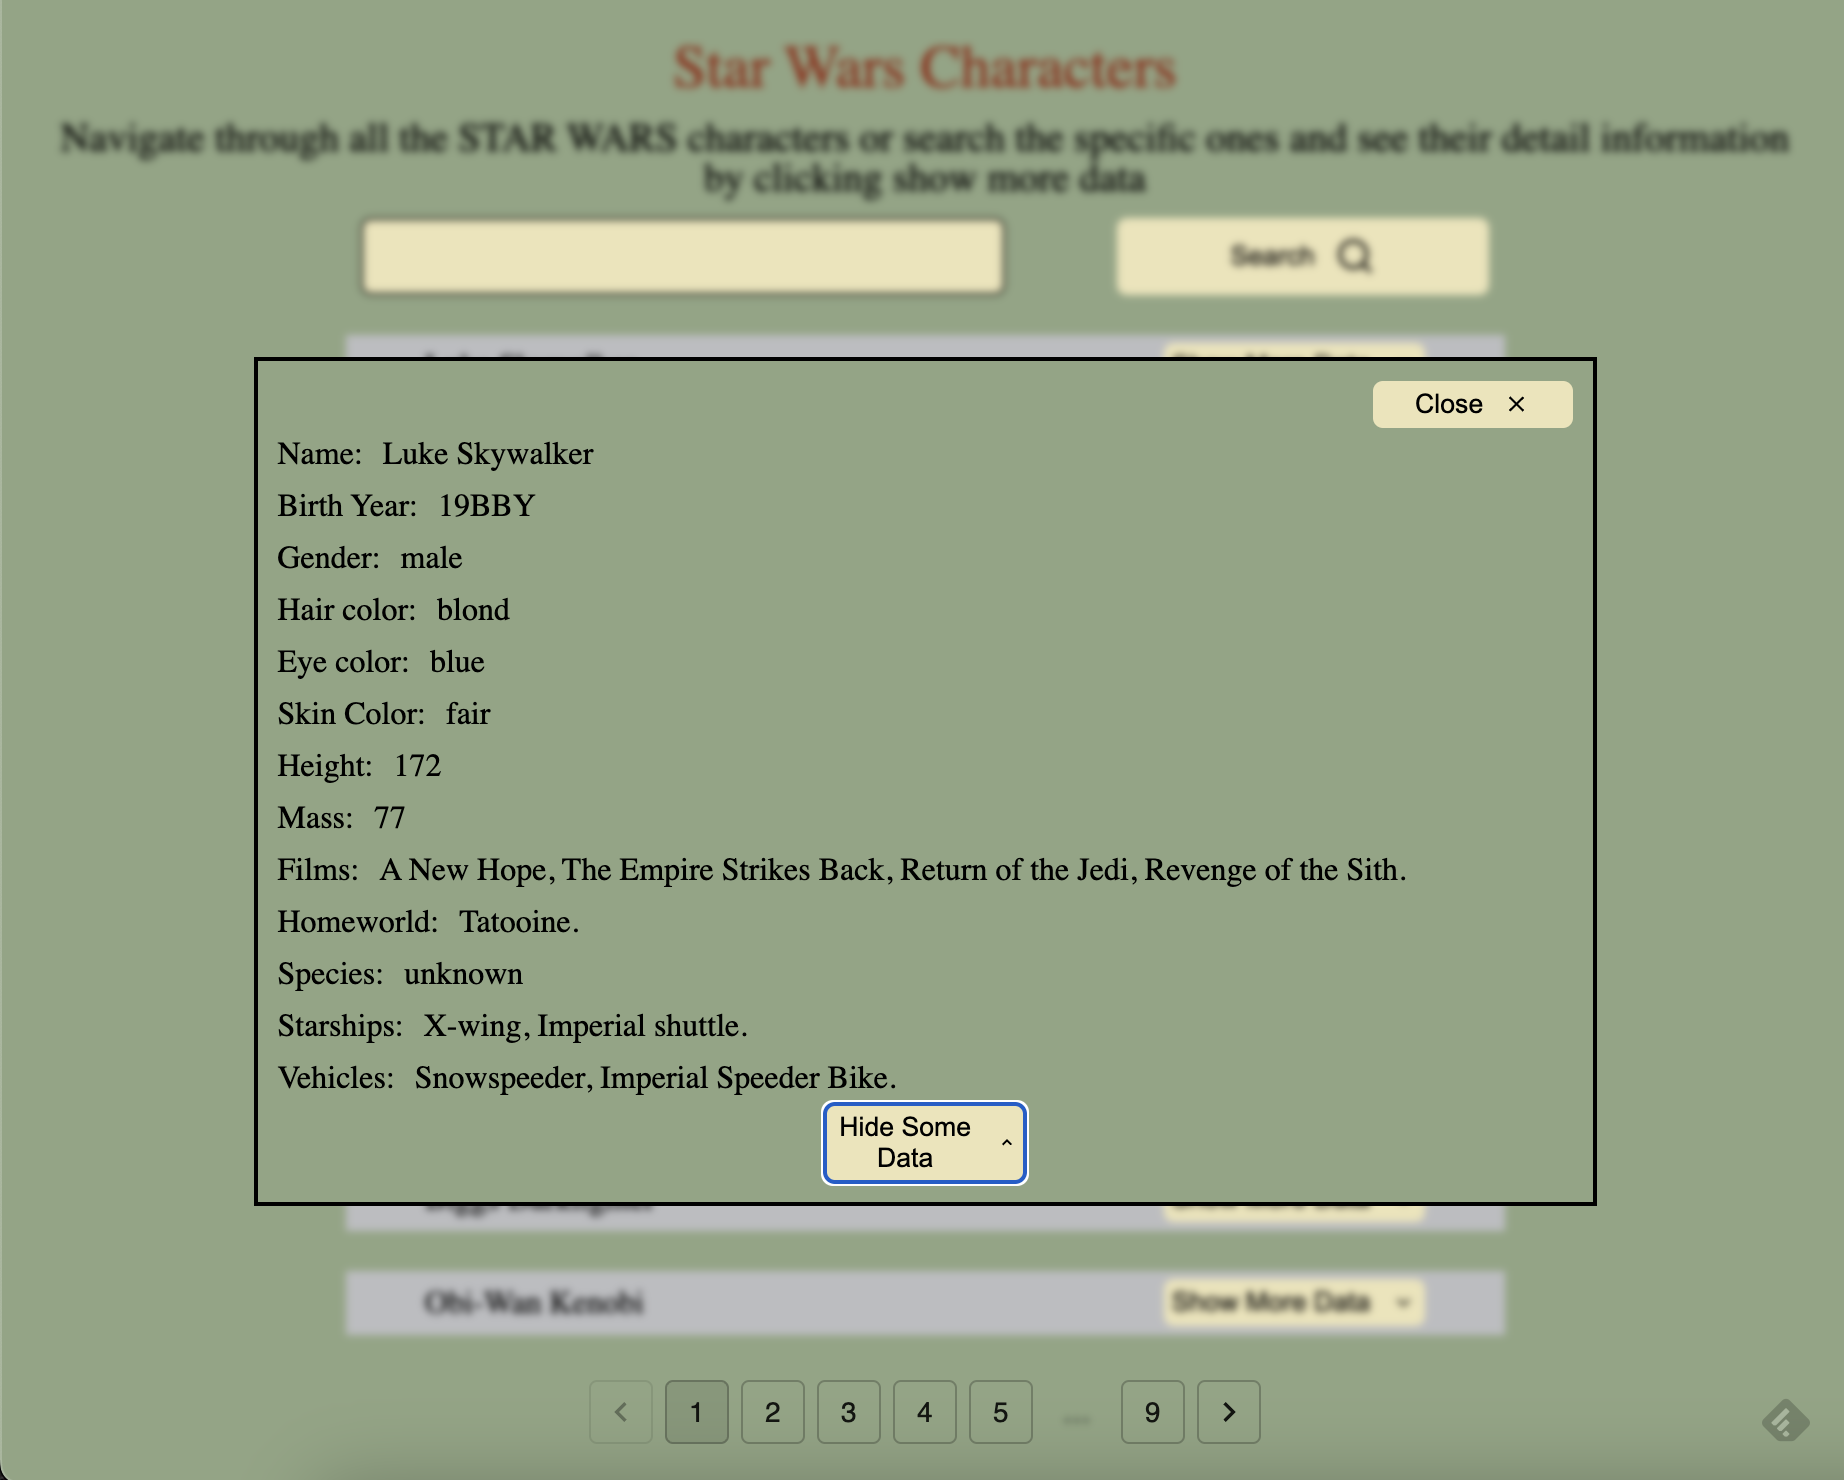 Star Wars Characters
Navigate through all the STAR WARS characters or search the specific ones and see their detail information
by clicking show more data
Search
Close ×
Name: Luke Skywalker
Birth Year: 19BBY
Gender: male
Hair color: blond
Eye color: blue
Skin Color: fair
Height: 172
Mass: 77
Films: A New Hope, The Empire Strikes Back, Return of the Jedi, Revenge of the Sith.
Homeworld: Tatooine.
Species: unknown
Starships: X-wing, Imperial shuttle.
Vehicles: Snowspeeder, Imperial Speeder Bike.
Hide Some
Data
Obi-Wan Kenobi Show More Data
1 2 3 4 5 ... 9